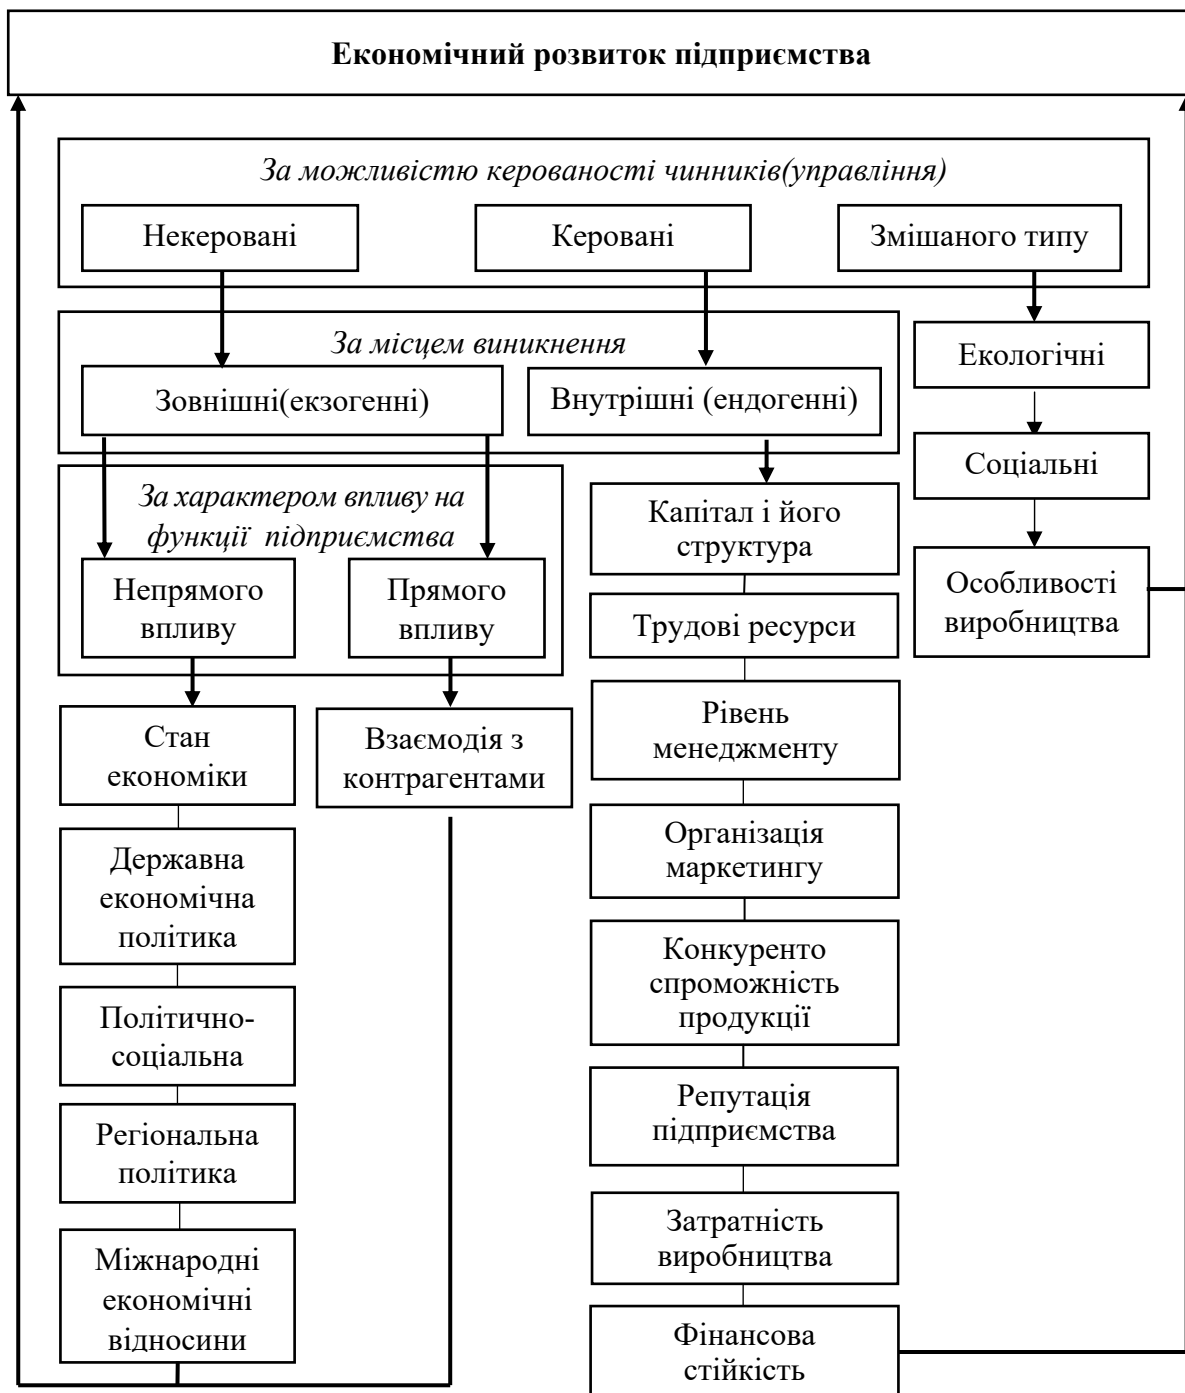 Економічний розвиток підприємства
За можливістю керованості чинників(управління)
Некеровані
Керовані
Змішаного типу
За місцем виникнення
Зовнішні(екзогенні)
Внутрішні (ендогенні)
Екологічні
Соціальні
Особливості
виробництва
За характером впливу на
функції підприємства
Непрямого
впливу
Прямого
впливу
Стан
економіки
Державна
економічна
політика
Політично-
соціальна
Регіональна
політика
Міжнародні
економічні
відносини
Взаємодія з
контрагентами
Капітал і його
структура
Трудові ресурси
Рівень
менеджменту
Організація
маркетингу
Конкуренто
спроможність
продукції
Репутація
підприємства
Затратність
виробництва
Фінансова
стійкість